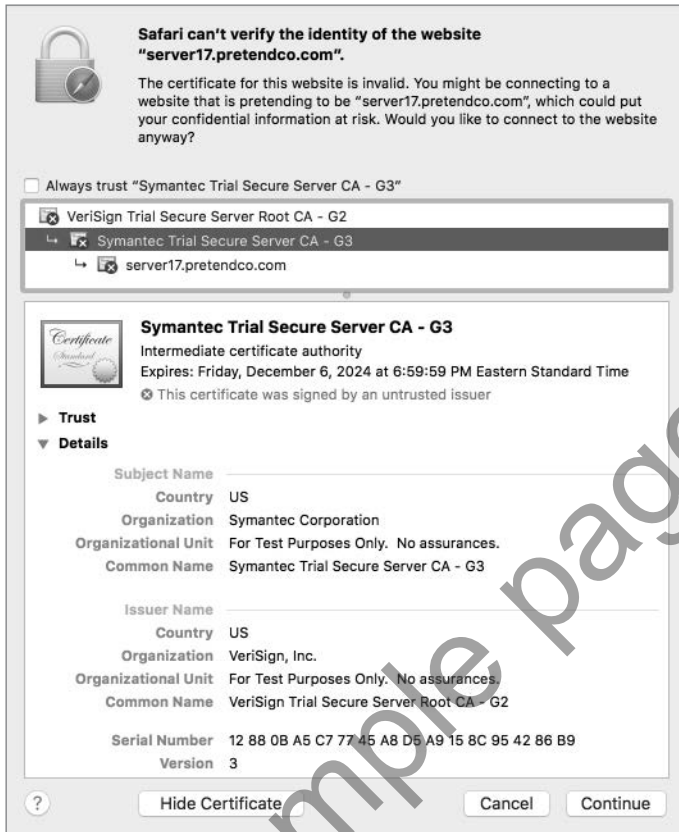 Safari can't verify the identity of the website
“server17.pretendco.com”.
The certificate for this website is invalid. You might be connecting to a
website that is pretending to be “server17.pretendco.com”, which could put
your confidential information at risk. Would you like to connect to the website
anyway?
Always trust “Symantec Trial Secure Server CA - G3”
VeriSign Trial Secure Server Root CA - G2
Symantec Trial Secure Server CA - G3
server17.pretendco.com
Certificate
Standard
Symantec Trial Secure Server CA - G3
Intermediate certificate authority
Expires: Friday, December 6, 2024 at 6:59:59 PM Eastern Standard Time
This certificate was signed by an untrusted issuer
Trust
Details
Subject Name
Country US
Organization Symantec Corporation
Organizational Unit For Test Purposes Only. No assurances.
Common Name Symantec Trial Secure Server CA - G3
Issuer Name
Country US
Organization VeriSign, Inc.
Organizational Unit For Test Purposes Only. No assurances.
Common Name VeriSign Trial Secure Server Root CA - G2
Serial Number 12 88 0B A5 C7 77 45 A8 D5 A9 15 8C 95 42 86 B9
Version 3
? Hide Certificate Cancel Continue
mple page